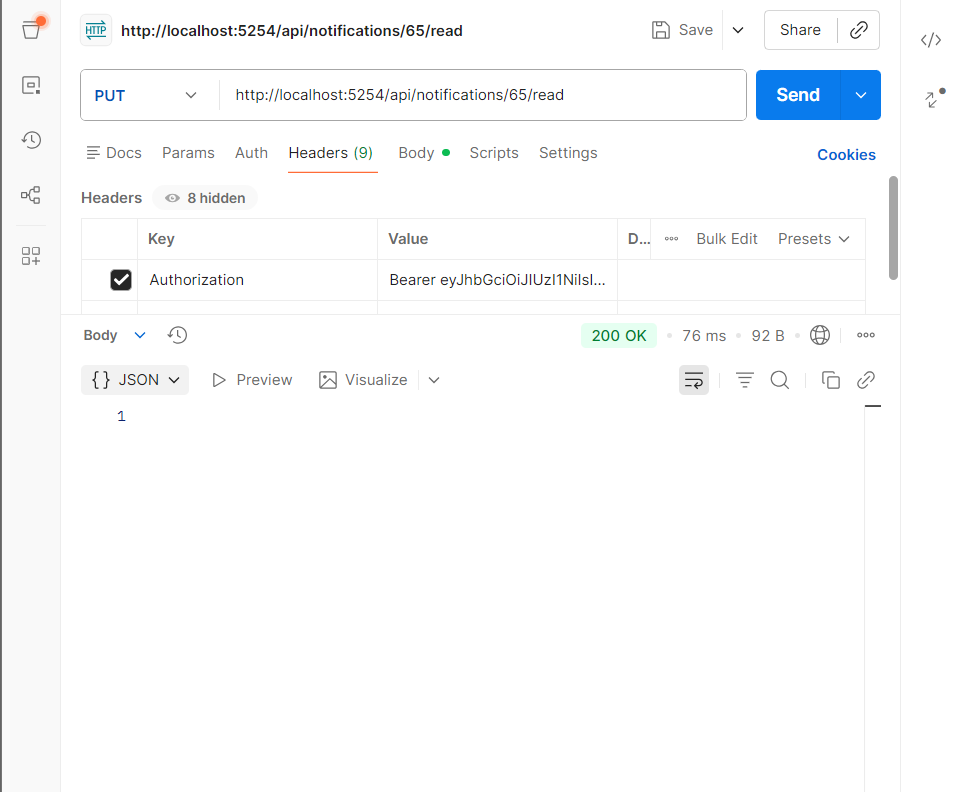 HTTP http://localhost:5254/api/notifications/65/read Save Share
PUT http://localhost:5254/api/notifications/65/read Send
Docs Params Auth Headers (9) Body Scripts Settings Cookies
Headers 8 hidden
Key Value D... Bulk Edit Presets
Authorization Bearer eyJhbGciOiJIUzI1NiIsI...
Body 200 OK 76 ms 92 B
{} JSON Preview Visualize
1